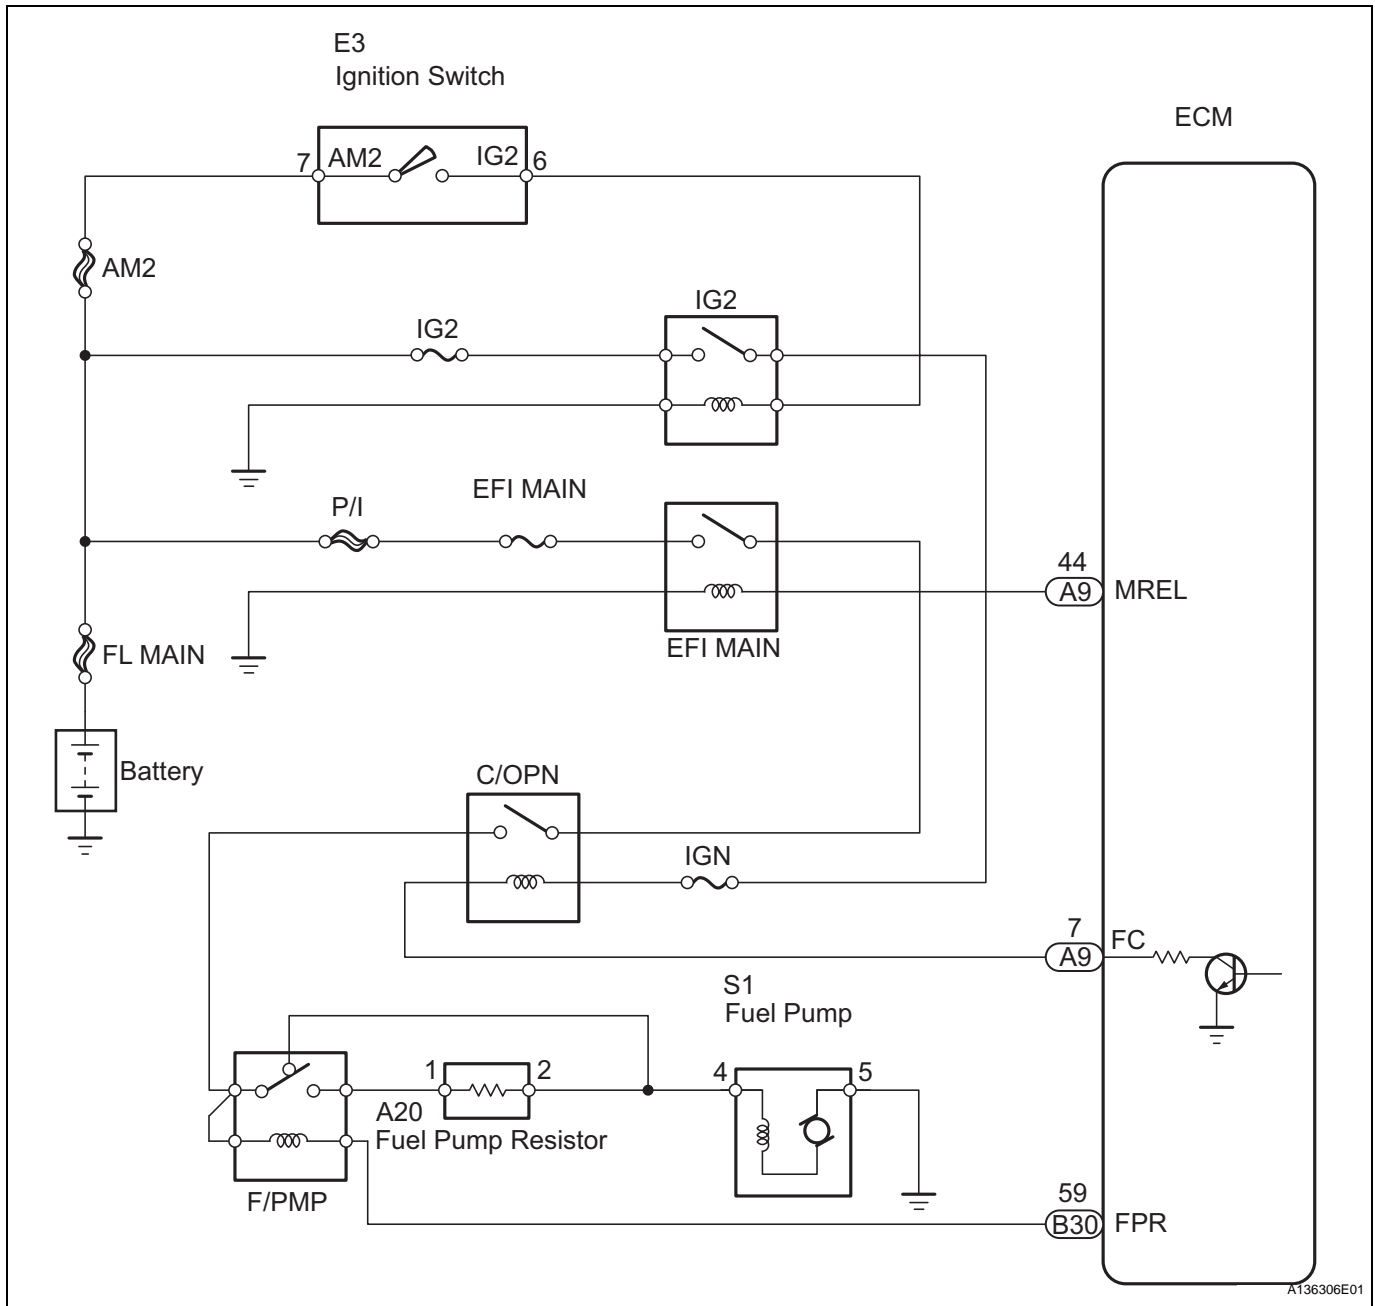 E3
Ignition Switch
ECM
7
AM2
IG2
6
AM2
IG2
IG2
P/I
EFI MAIN
44
A9
MREL
FL MAIN
EFI MAIN
Battery
C/OPN
IGN
7
A9
FC
S1
Fuel Pump
1
2
4
5
A20
Fuel Pump Resistor
F/PMP
59
B30
FPR
A136306E01